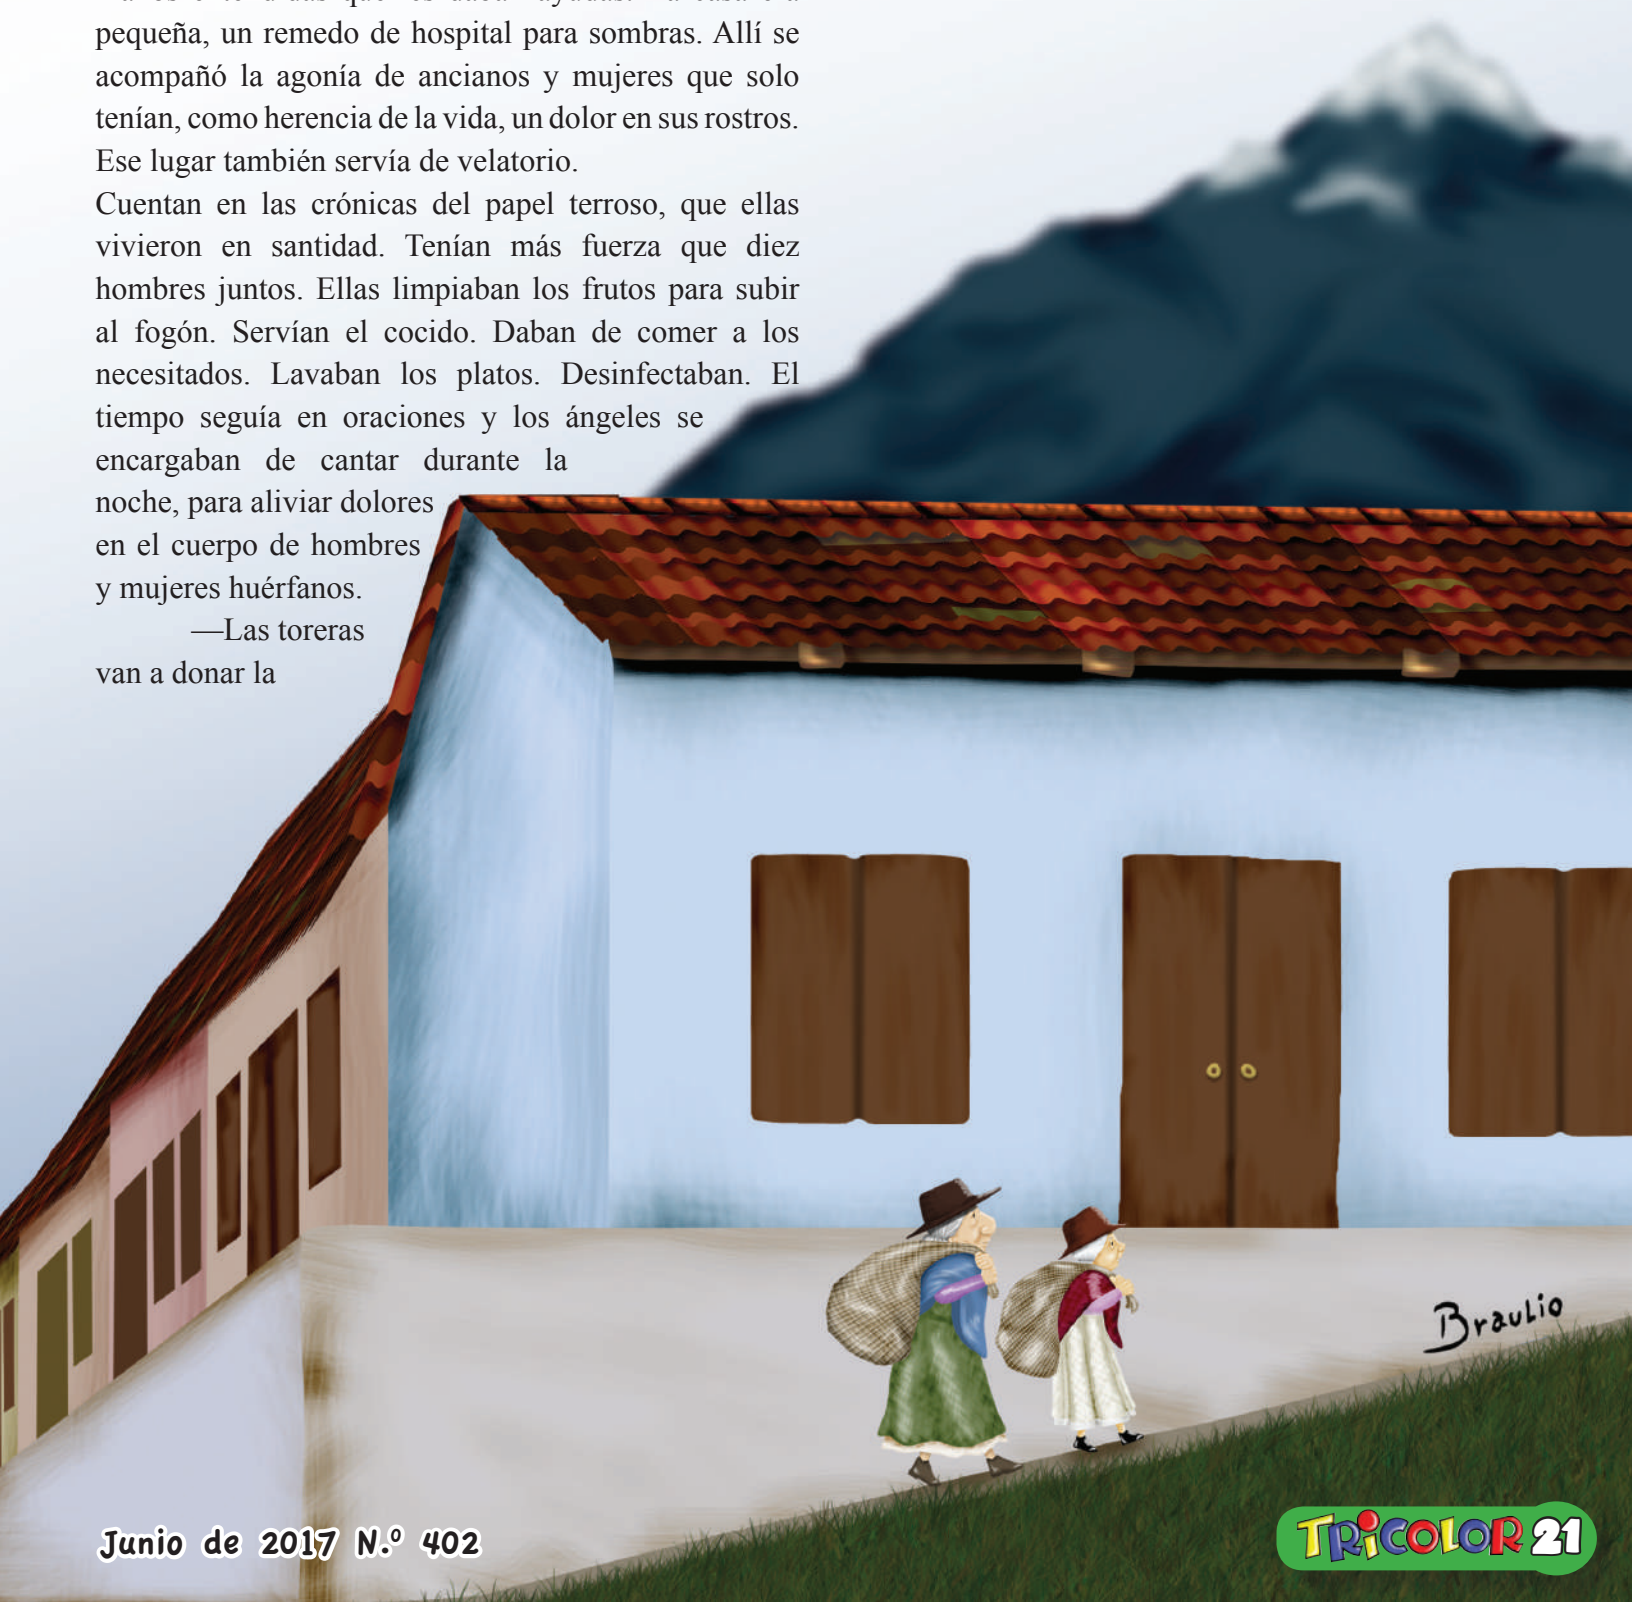 pequeña, un remedo de hospital para sombras. Allí se
acompañó la agonía de ancianos y mujeres que solo
tenían, como herencia de la vida, un dolor en sus rostros.
Ese lugar también servía de velatorio.
Cuentan en las crónicas del papel terroso, que ellas
vivieron en santidad. Tenían más fuerza que diez
hombres juntos. Ellas limpiaban los frutos para subir
al fogón. Servían el cocido. Daban de comer a los
necesitados. Lavaban los platos. Desinfectaban. El
tiempo seguía en oraciones y los ángeles se
encargaban de cantar durante la
noche, para aliviar dolores
en el cuerpo de hombres
y mujeres huérfanos.
—Las toreras
van a donar la
Braulio
Junio de 2017 N.º 402
TRiCOLOR 21